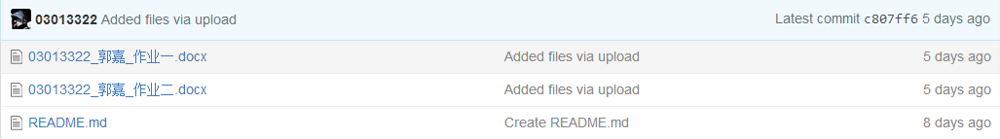 03013322 Added files via upload Latest commit c807ff6 5 days ago
03013322_郭嘉_作业一.docx Added files via upload 5 days ago
03013322_郭嘉_作业二.docx Added files via upload 5 days ago
README.md Create README.md 8 days ago